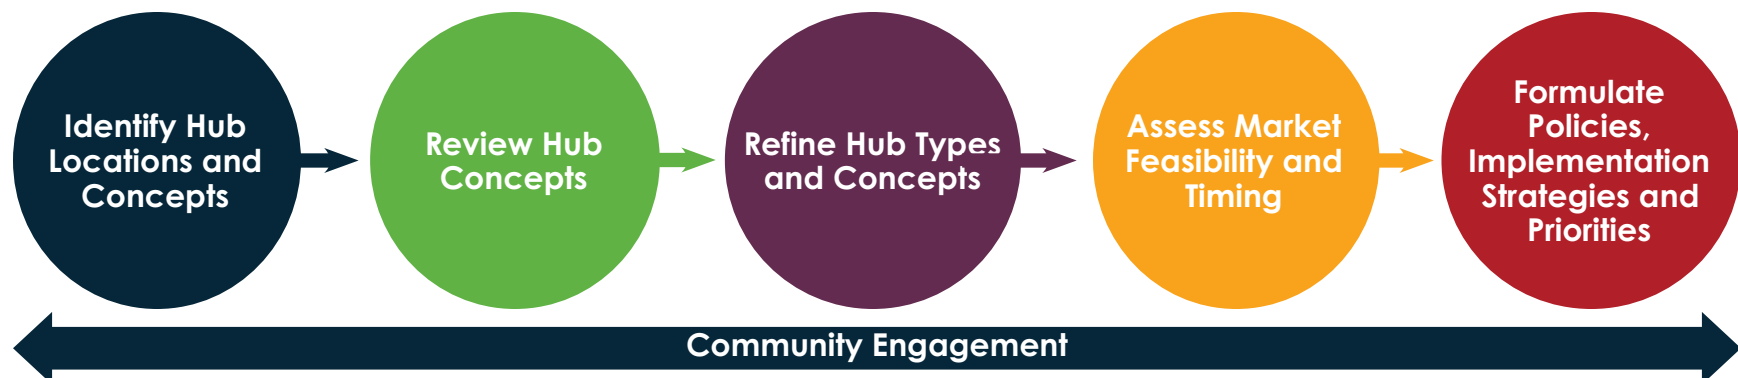 Identify Hub
Locations and
Concepts
Review Hub
Concepts
Refine Hub Types
and Concepts
Assess Market
Feasibility and
Timing
Formulate
Policies,
Implementation
Strategies and
Priorities
Community Engagement